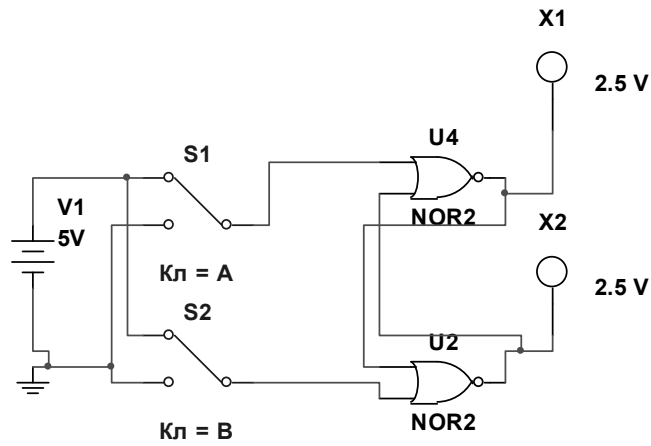 X1
2.5 V
U4
S1
V1
5V
NOR2
X2
Кл = A
2.5 V
S2
U2
NOR2
Кл = B